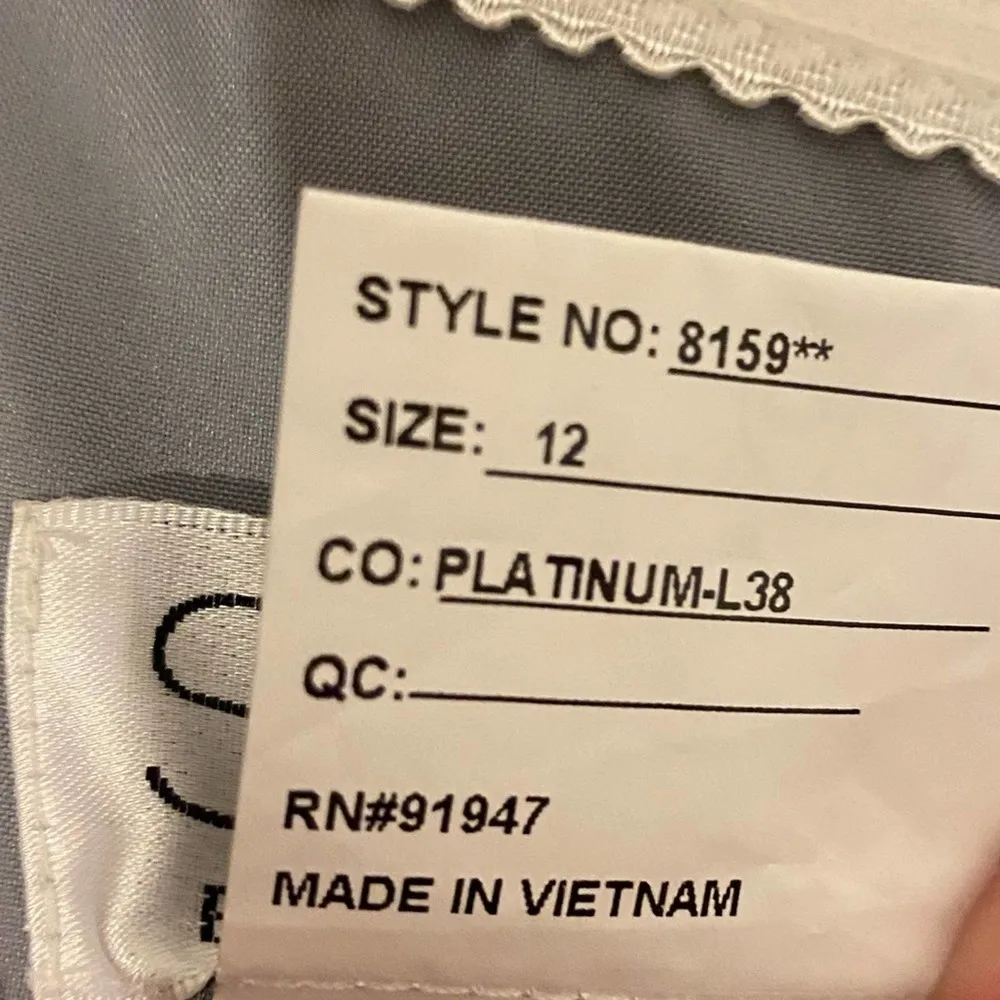 STYLE NO: 8159**
SIZE: 12
CO: PLATINUM-L38
QC:
RN#91947
MADE IN VIETNAM